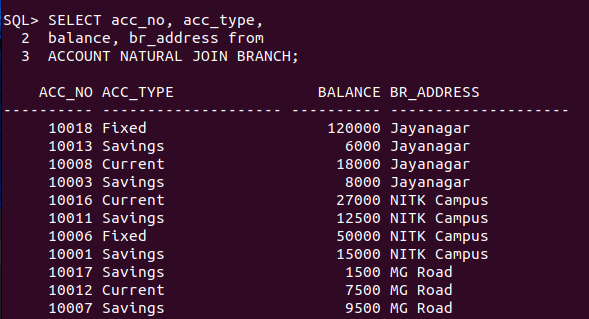 SQL> SELECT acc_no, acc_type,
  2  balance, br_address from
  3  ACCOUNT NATURAL JOIN BRANCH;
    ACC_NO ACC_TYPE                BALANCE BR_ADDRESS
---------- -------------------- ---------- --------------------
     10018 Fixed                    120000 Jayanagar
     10013 Savings                    6000 Jayanagar
     10008 Current                   18000 Jayanagar
     10003 Savings                    8000 Jayanagar
     10016 Current                   27000 NITK Campus
     10011 Savings                   12500 NITK Campus
     10006 Fixed                     50000 NITK Campus
     10001 Savings                   15000 NITK Campus
     10017 Savings                    1500 MG Road
     10012 Current                    7500 MG Road
     10007 Savings                    9500 MG Road